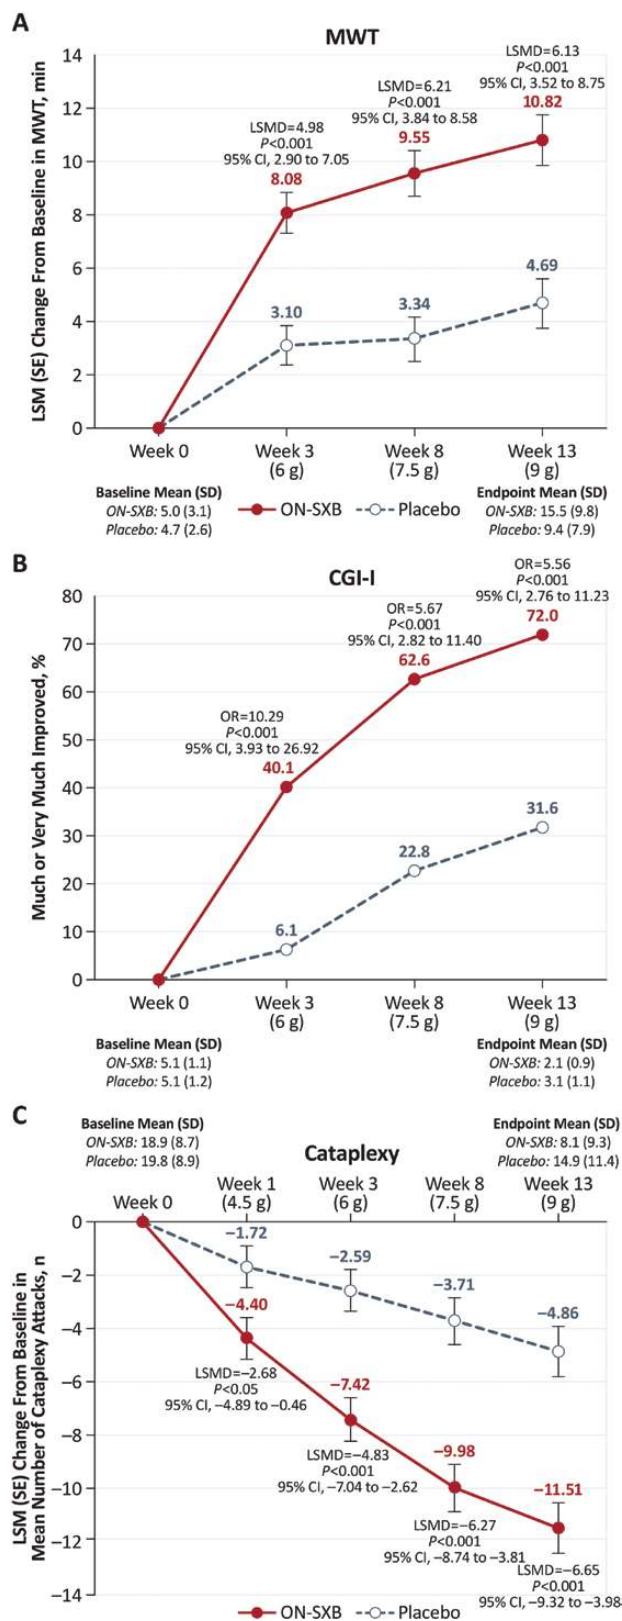 A
MWT
LSM (SE) Change From Baseline in MWT, min
14
12
10
8
6
4
2
0
LSMD=4.98
P<0.001
95% CI, 2.90 to 7.05
8.08
LSMD=6.21
P<0.001
95% CI, 3.84 to 8.58
9.55
LSMD=6.13
P<0.001
95% CI, 3.52 to 8.75
10.82
3.10
3.34
4.69
Week 0
Week 3
(6 g)
Week 8
(7.5 g)
Week 13
(9 g)
Baseline Mean (SD)
ON-SXB: 5.0 (3.1)
Placebo: 4.7 (2.6)
ON-SXB
Placebo
Endpoint Mean (SD)
ON-SXB: 15.5 (9.8)
Placebo: 9.4 (7.9)
B
CGI-I
Much or Very Much Improved, %
80
70
60
50
40
30
20
10
0
OR=10.29
P<0.001
95% CI, 3.93 to 26.92
40.1
OR=5.67
P<0.001
95% CI, 2.82 to 11.40
62.6
OR=5.56
P<0.001
95% CI, 2.76 to 11.23
72.0
6.1
22.8
31.6
Week 0
Week 3
(6 g)
Week 8
(7.5 g)
Week 13
(9 g)
Baseline Mean (SD)
ON-SXB: 5.1 (1.1)
Placebo: 5.1 (1.2)
Endpoint Mean (SD)
ON-SXB: 2.1 (0.9)
Placebo: 3.1 (1.1)
C
Baseline Mean (SD)
ON-SXB: 18.9 (8.7)
Placebo: 19.8 (8.9)
Cataplexy
Endpoint Mean (SD)
ON-SXB: 8.1 (9.3)
Placebo: 14.9 (11.4)
Week 0
Week 1
(4.5 g)
Week 3
(6 g)
Week 8
(7.5 g)
Week 13
(9 g)
LSM (SE) Change From Baseline in
Mean Number of Cataplexy Attacks, n
0
−2
−4
−6
−8
−10
−12
−14
−1.72
−2.59
−3.71
−4.86
−4.40
LSMD=−2.68
P<0.05
95% CI, −4.89 to −0.46
−7.42
LSMD=−4.83
P<0.001
95% CI, −7.04 to −2.62
−9.98
LSMD=−6.27
P<0.001
95% CI, −8.74 to −3.81
−11.51
LSMD=−6.65
P<0.001
95% CI, −9.32 to −3.98
ON-SXB
Placebo